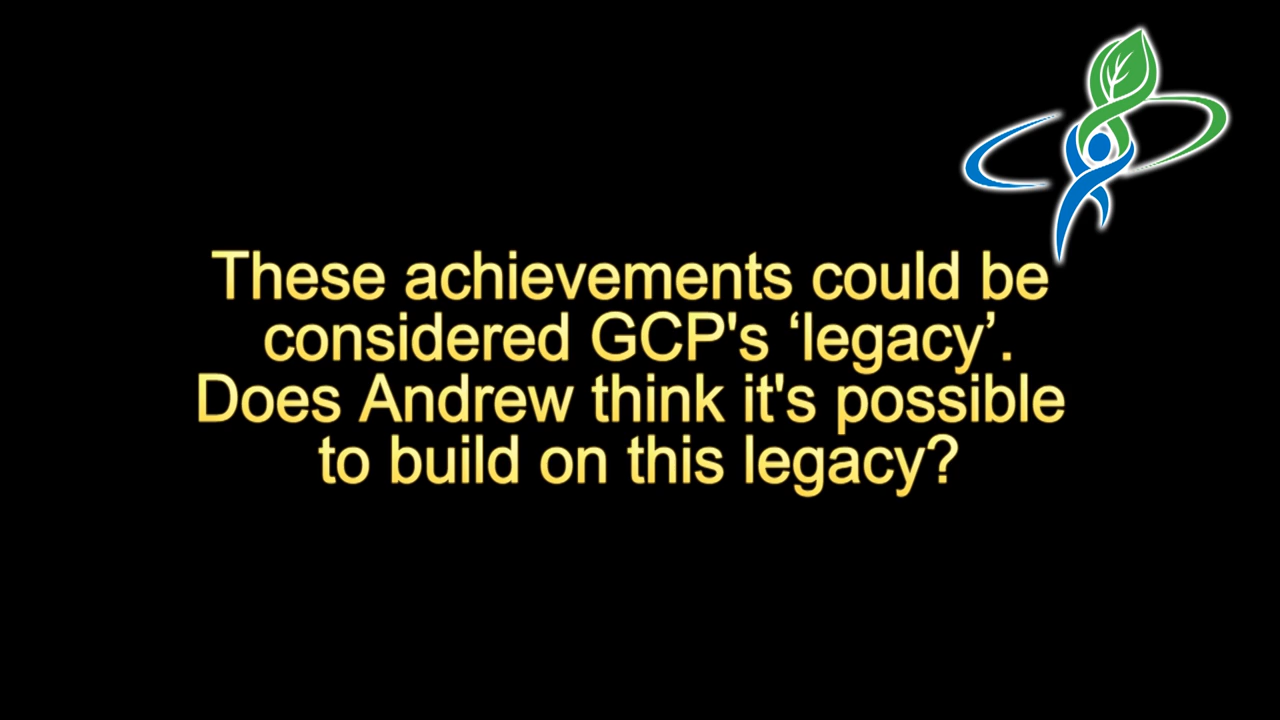 These achievements could be
considered GCP's ‘legacy’.
Does Andrew think it's possible
to build on this legacy?